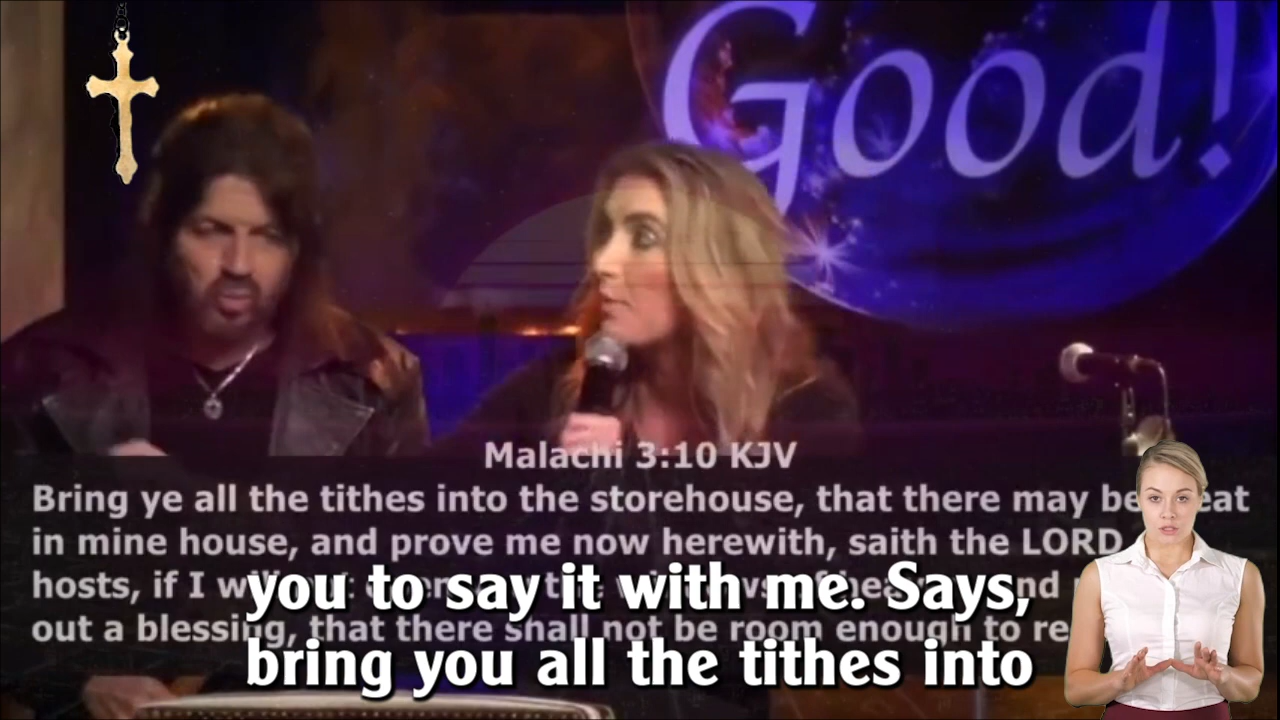 Good!
Malachi 3:10 KJV
Bring ye all the tithes into the storehouse, that there may be eat
in mine house, and prove me now herewith, saith the LORD
hosts, if I
you to say it with me. Says,
out a blessing, that there shall not be room enough to re
bring you all the tithes into